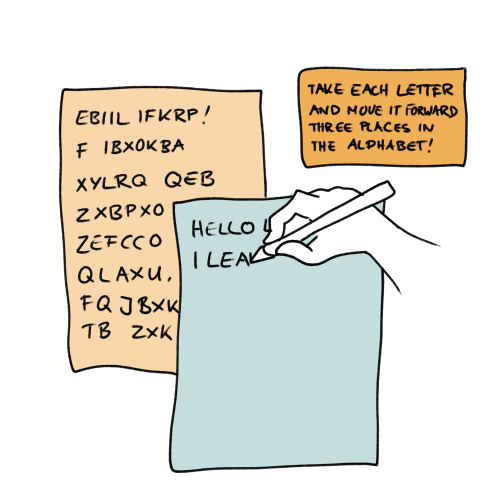 EBIIL IFKRP!
F IBXOKBA
XYLRQ QEB
ZXBPXO
ZEFCCO
QLAXU,
FQ JBXK
TB ZXK
TAKE EACH LETTER
AND MOVE IT FORWARD
THREE PLACES IN
THE ALPHABET!
HELLO
I LEA